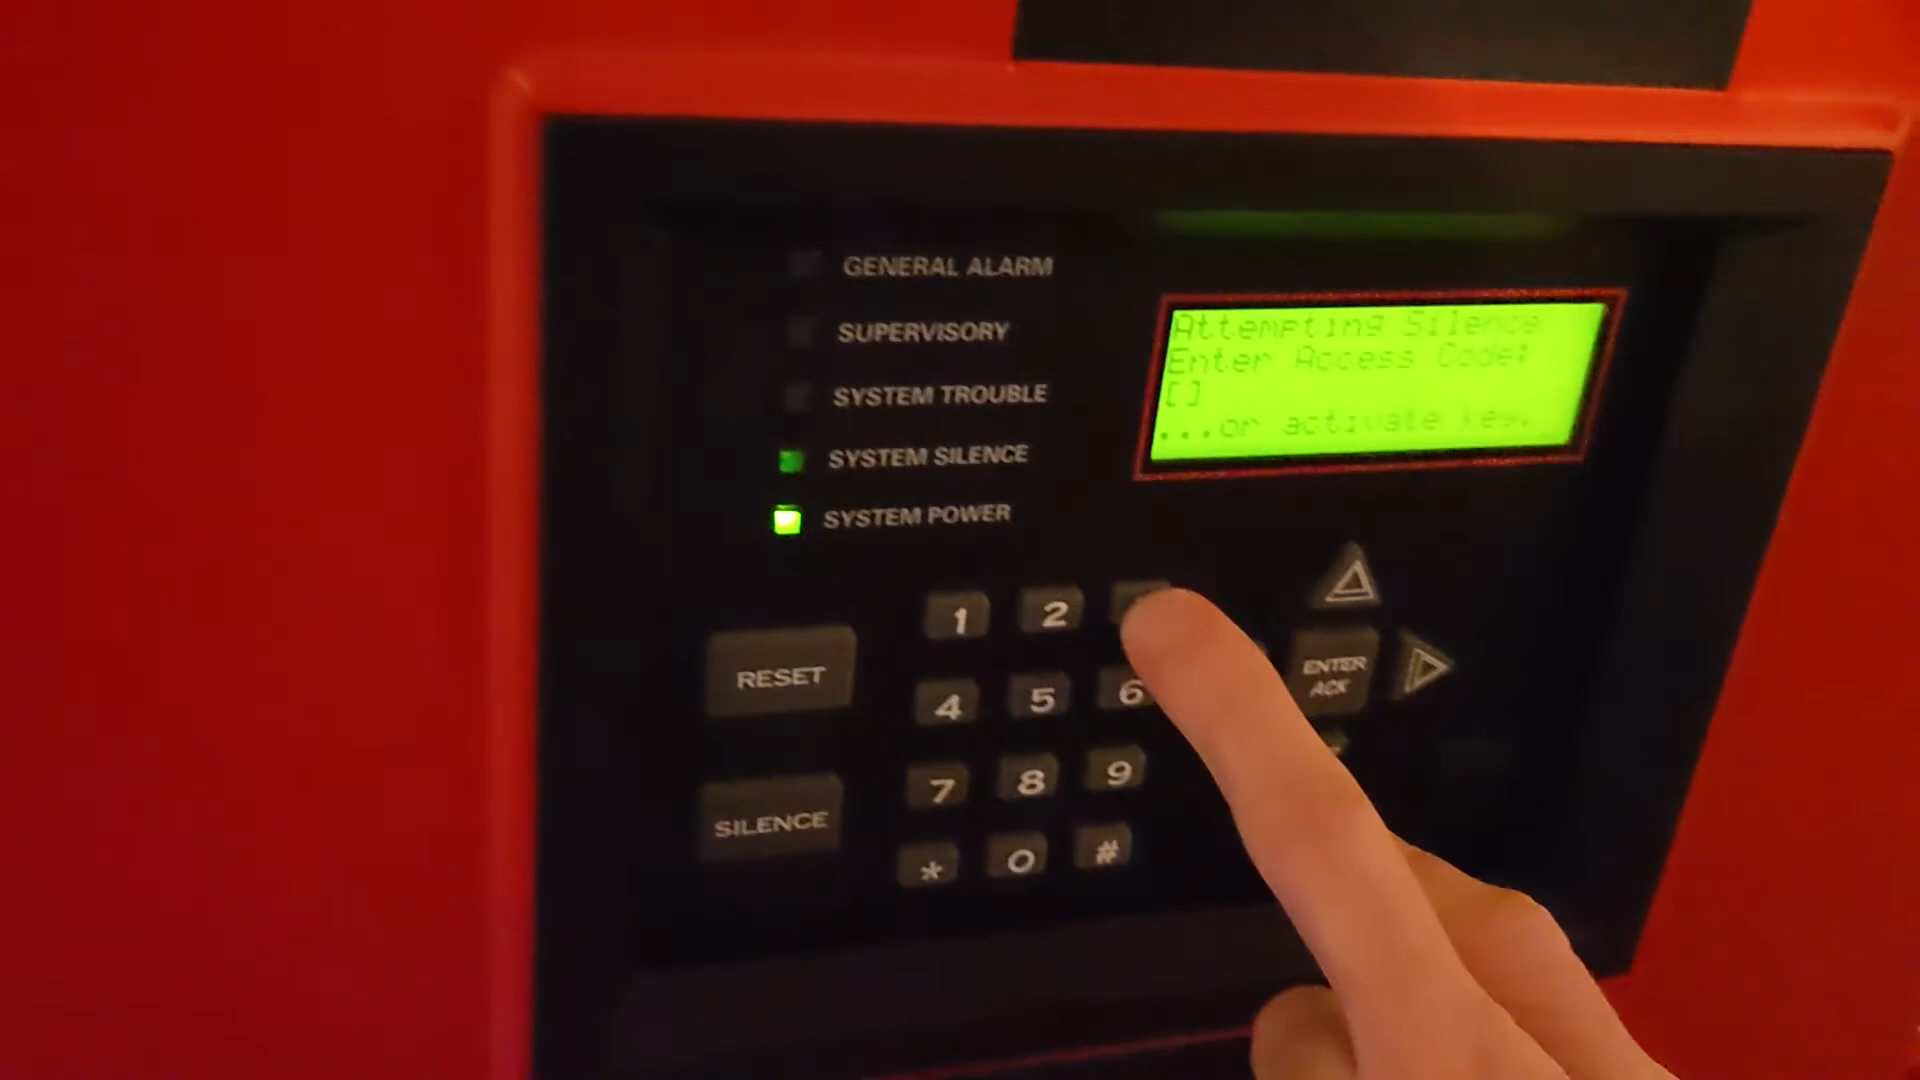 GENERAL ALARM
SUPERVISORY
SYSTEM TROUBLE
SYSTEM SILENCE
SYSTEM POWER
Attempting Silence
Enter Access Code:
[]
...or activate key.
RESET
SILENCE
1 2
4 5 6
7 8 9
* 0 #
ENTER
ACK